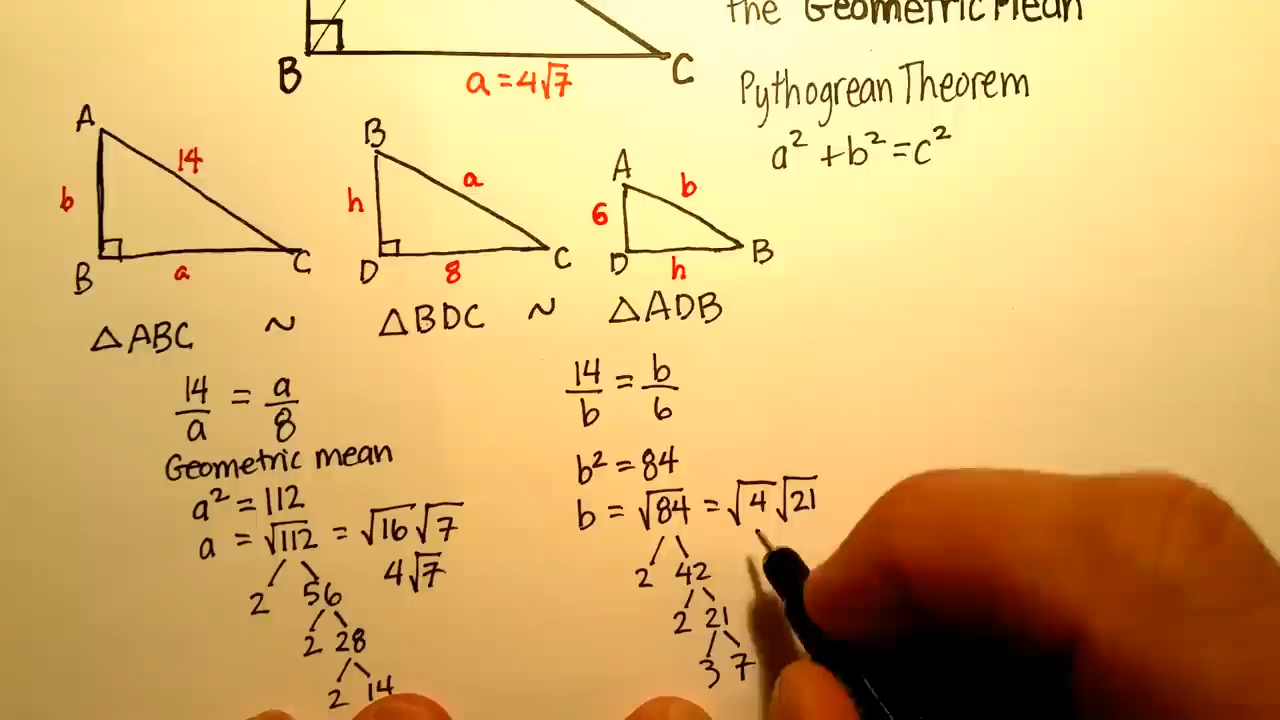 the Geometric Mean
B
C
a = 4√7
Pythogrean Theorem
a² + b² = c²
A
14
b
B
a
C
B
a
h
D
8
C
A
b
6
D
h
B
△ABC ~ △BDC ~ △ADB
14/a = a/8
14/b = b/6
Geometric mean
a² = 112
a = √112 = √16 √7
4√7
2 56
2 28
2 14
b² = 84
b = √84 = √4 √21
2 42
2 21
3 7